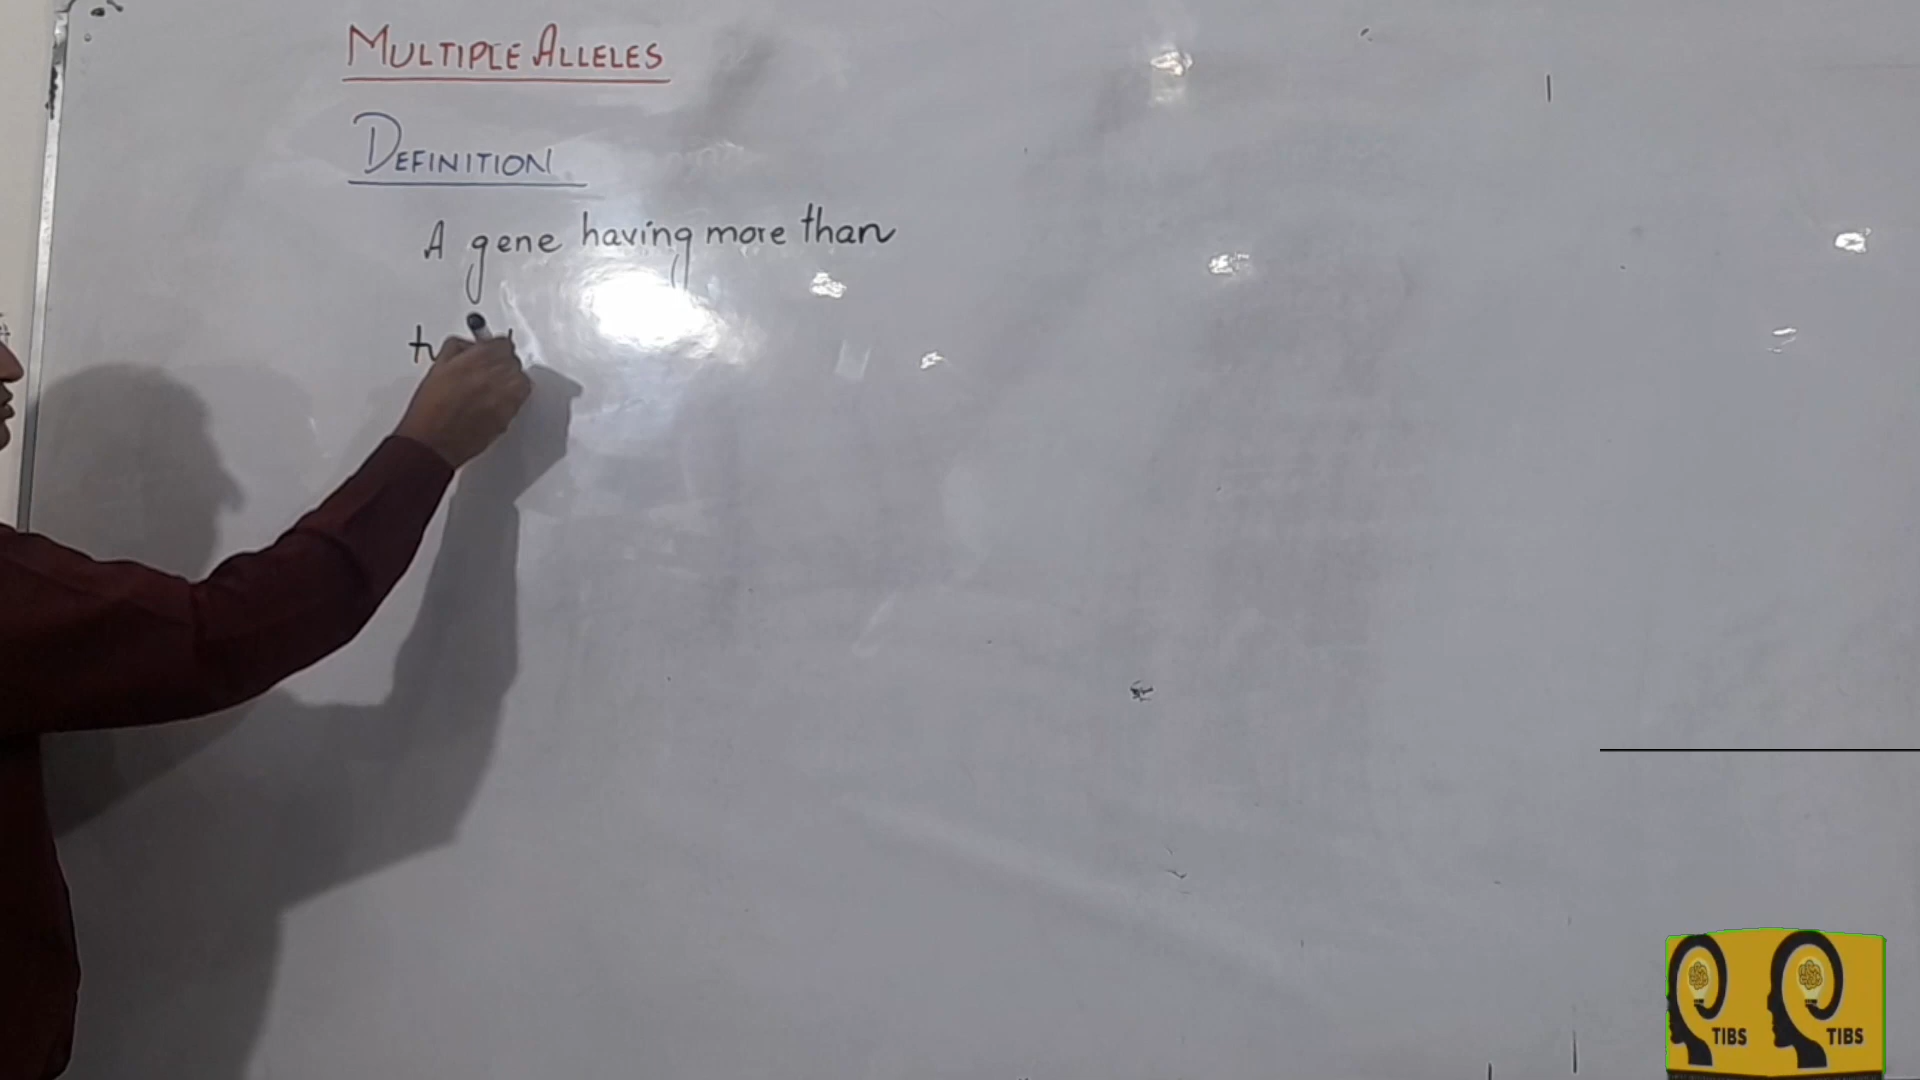 MULTIPLE ALLELES
DEFINITION
A gene having more than
TIBS TIBS